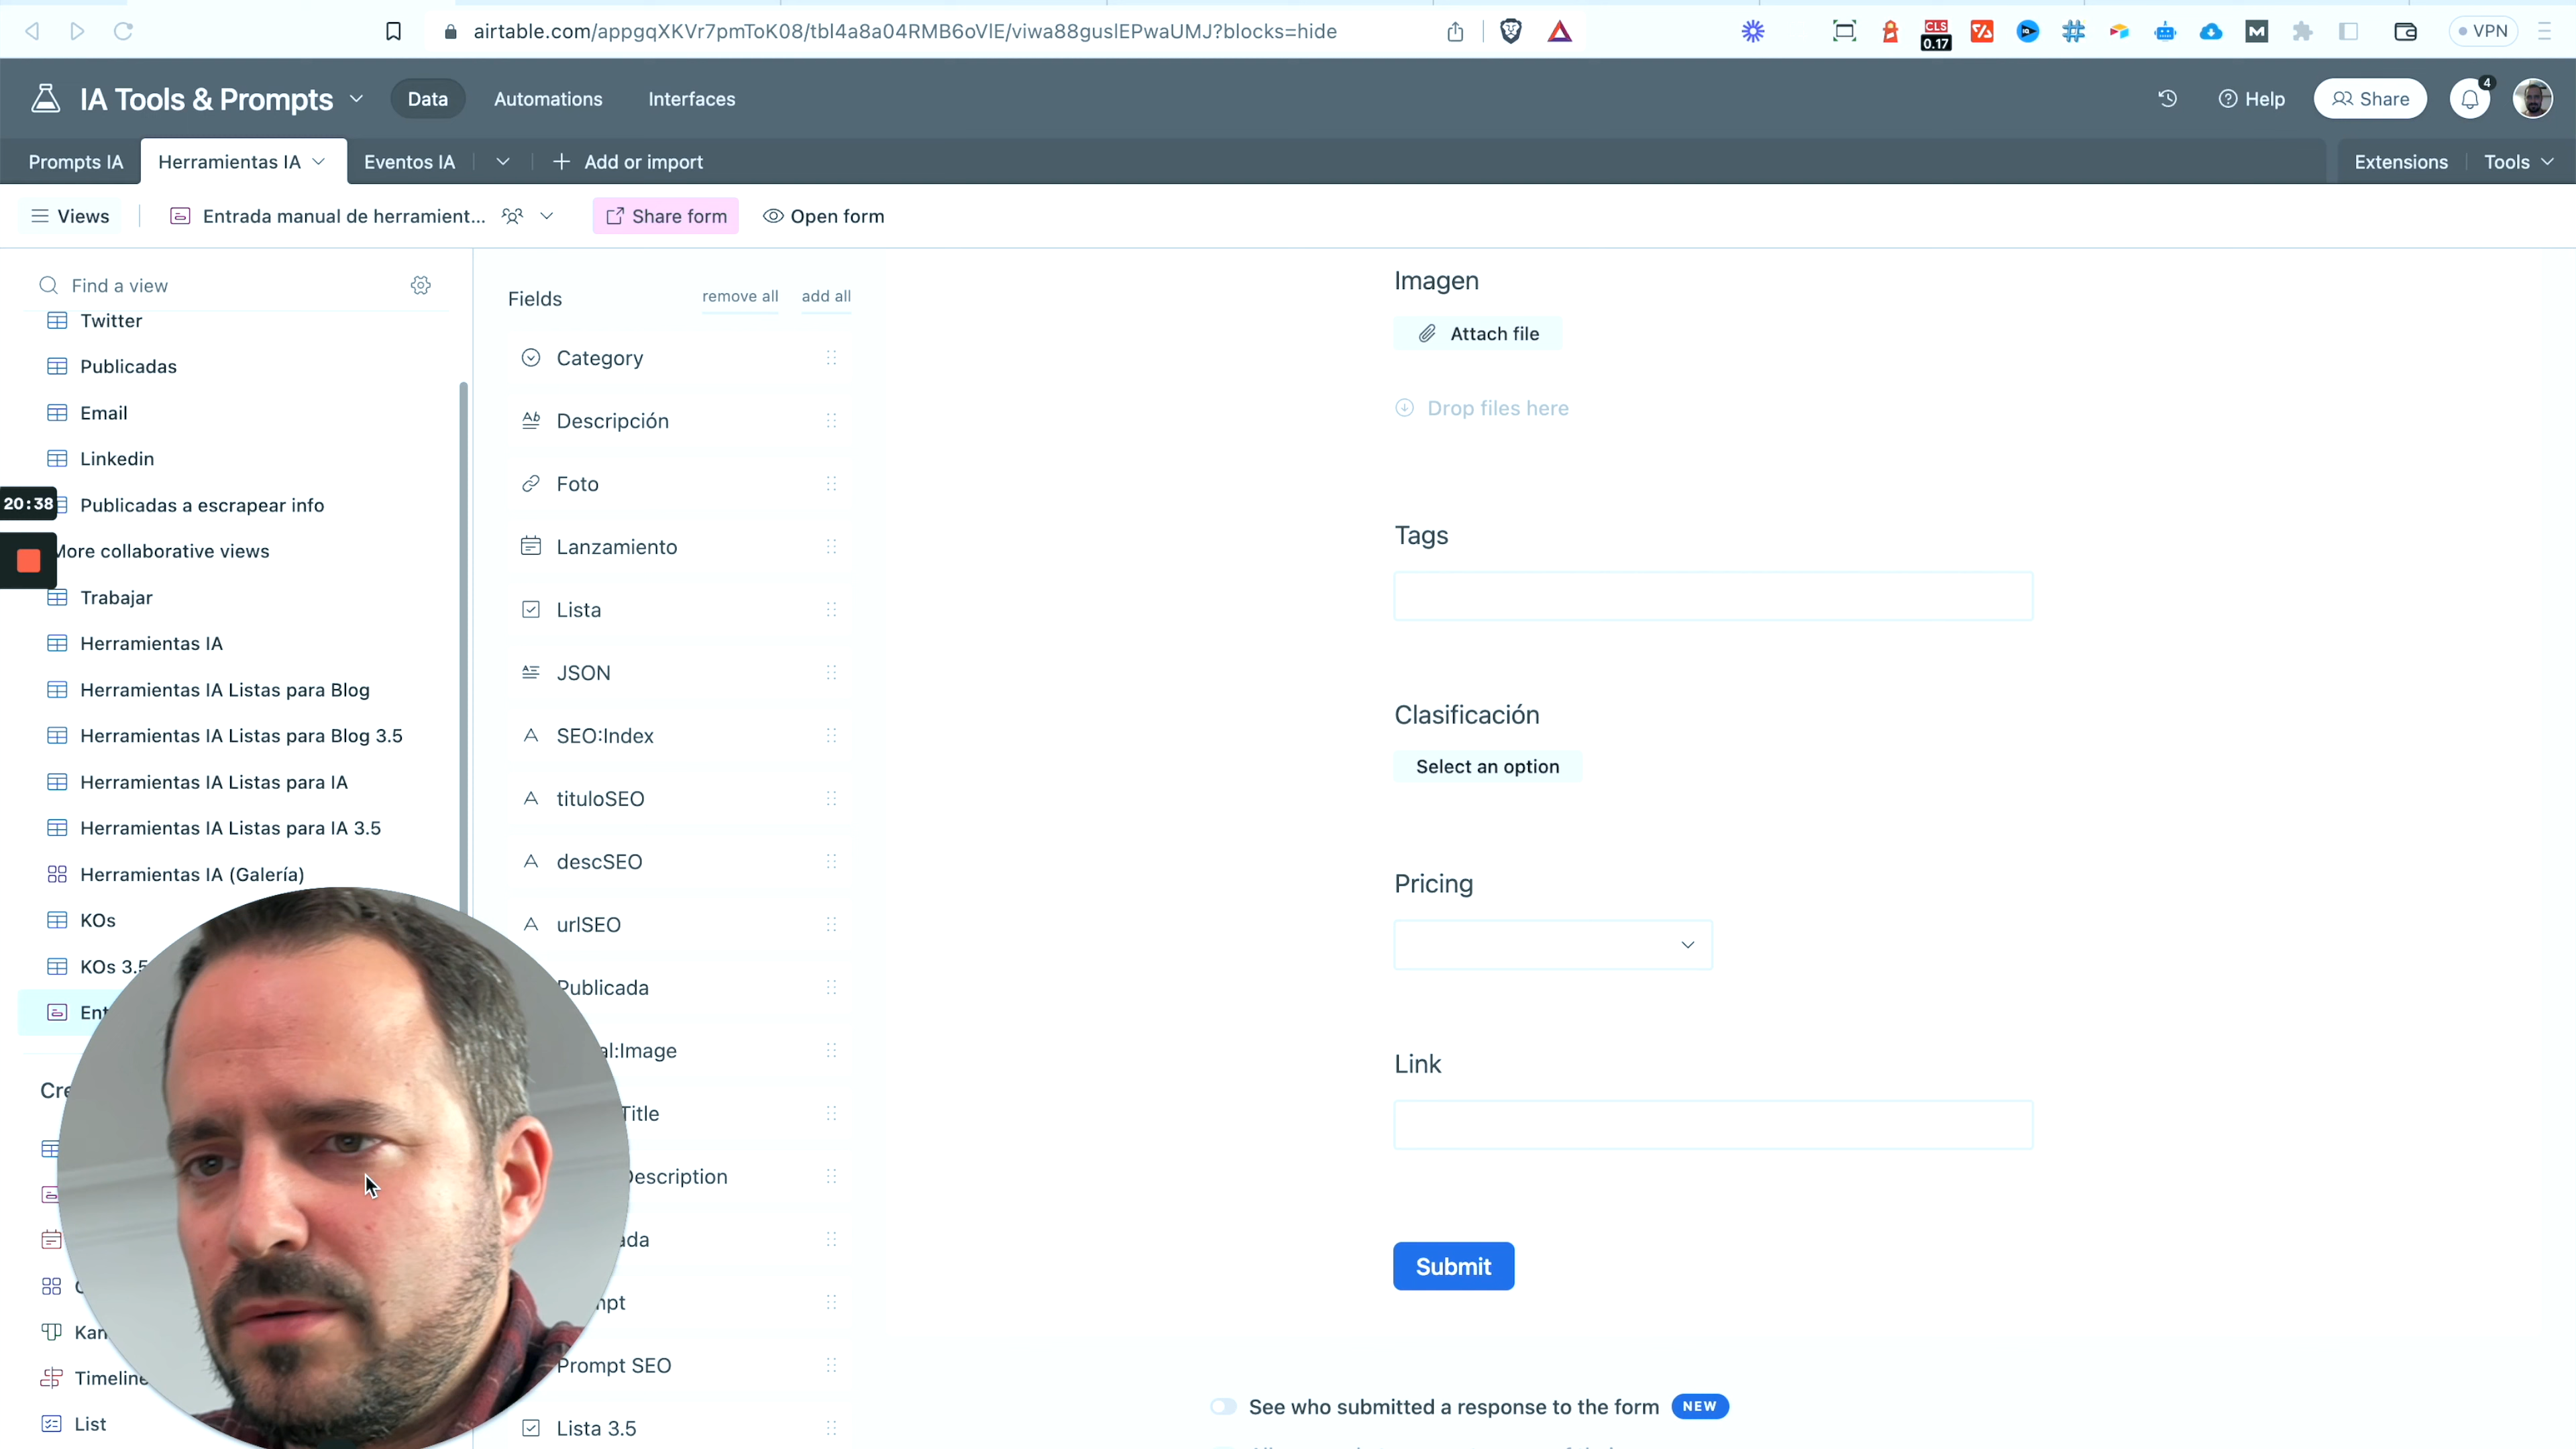 airtable.com/appgqXKVr7pmToK08/tbl4a8a04RMB6oVlE/viwa88guslEPwaUMJ?blocks=hide
CLS
0.17
VPN
IA Tools & Prompts
Data
Automations
Interfaces
Help
Share
4
Prompts IA
Herramientas IA
Eventos IA
Add or import
Extensions
Tools
Views
Entrada manual de herramient...
Share form
Open form
Find a view
Twitter
Publicadas
Email
Linkedin
20:38
Publicadas a escrapear info
More collaborative views
Trabajar
Herramientas IA
Herramientas IA Listas para Blog
Herramientas IA Listas para Blog 3.5
Herramientas IA Listas para IA
Herramientas IA Listas para IA 3.5
Herramientas IA (Galería)
KOs
KOs 3.5
Ent
Cre
Kan
Timeline
List
Fields
remove all
add all
Category
Descripción
Foto
Lanzamiento
Lista
JSON
SEO:Index
tituloSEO
descSEO
urlSEO
Publicada
al:Image
Title
Description
ada
mpt
Prompt SEO
Lista 3.5
Imagen
Attach file
Drop files here
Tags
Clasificación
Select an option
Pricing
Link
Submit
See who submitted a response to the form
NEW